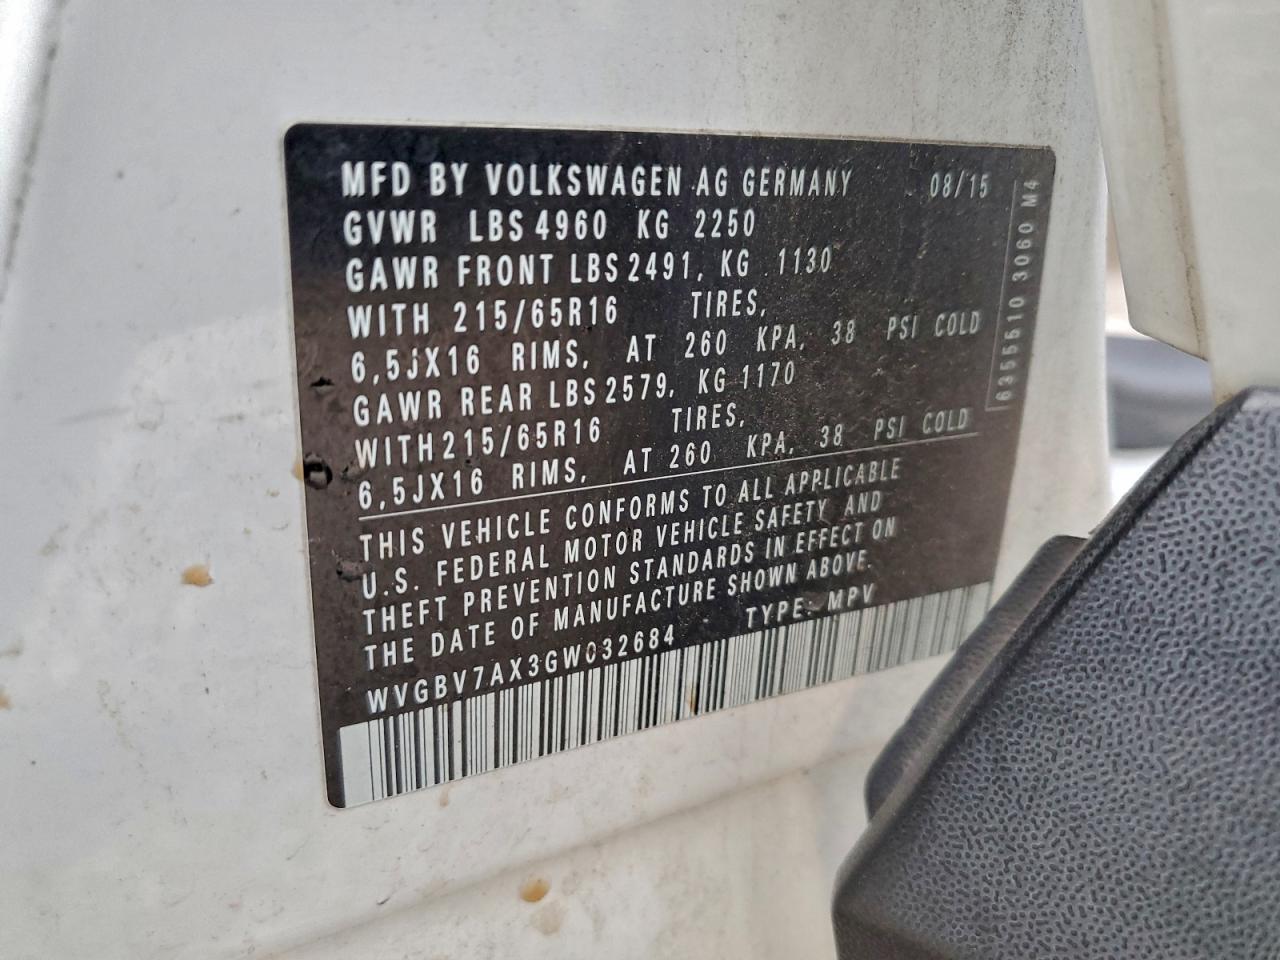 MFD BY VOLKSWAGEN AG GERMANY 08/15
GVWR LBS 4960 KG 2250
GAWR FRONT LBS 2491, KG 1130
WITH 215/65R16 TIRES,
6,5JX16 RIMS, AT 260 KPA, 38 PSI COLD
GAWR REAR LBS 2579, KG 1170
WITH 215/65R16 TIRES,
6,5JX16 RIMS, AT 260 KPA, 38 PSI COLD
THIS VEHICLE CONFORMS TO ALL APPLICABLE
U.S. FEDERAL MOTOR VEHICLE SAFETY AND
THEFT PREVENTION STANDARDS IN EFFECT ON
THE DATE OF MANUFACTURE SHOWN ABOVE.
WVGBV7AX3GW032684 TYPE: MPV
6355510 3060 M4